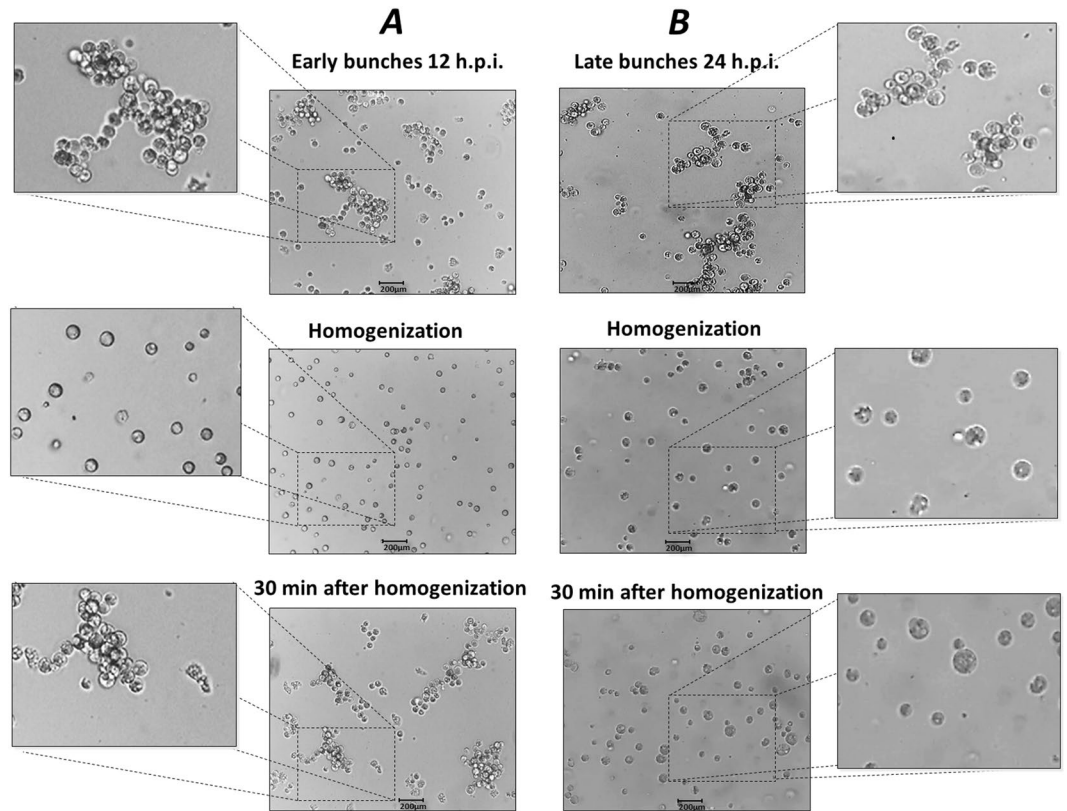 A
B
Early bunches 12 h.p.i.
Late bunches 24 h.p.i.
200µm
200µm
Homogenization
Homogenization
200µm
200µm
30 min after homogenization
30 min after homogenization
200µm
200µm